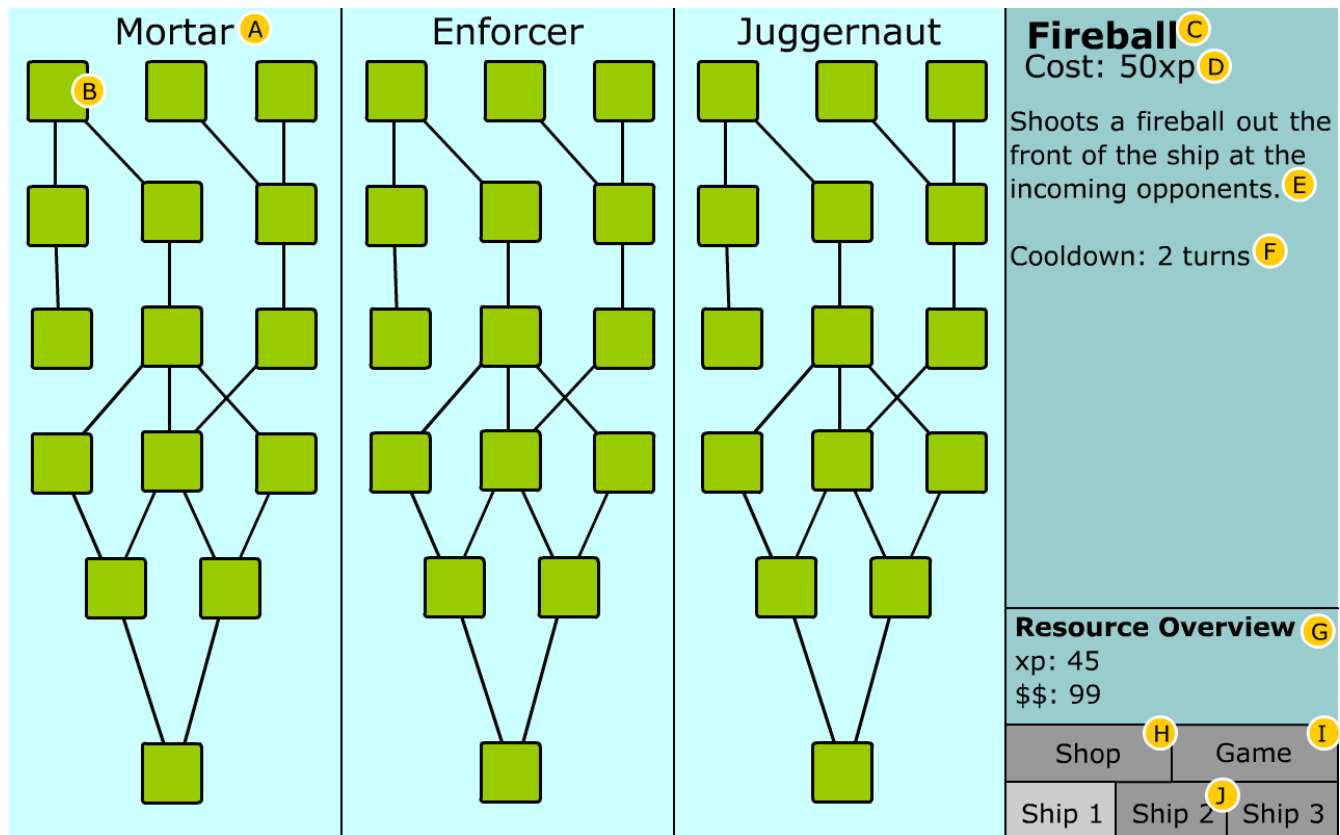 Mortar A
Enforcer
Juggernaut
B
Fireball C
Cost: 50xp D
Shoots a fireball out the
front of the ship at the
incoming opponents. E
Cooldown: 2 turns F
Resource Overview G
xp: 45
$$: 99
Shop H
Game I
Ship 1
Ship 2 J
Ship 3